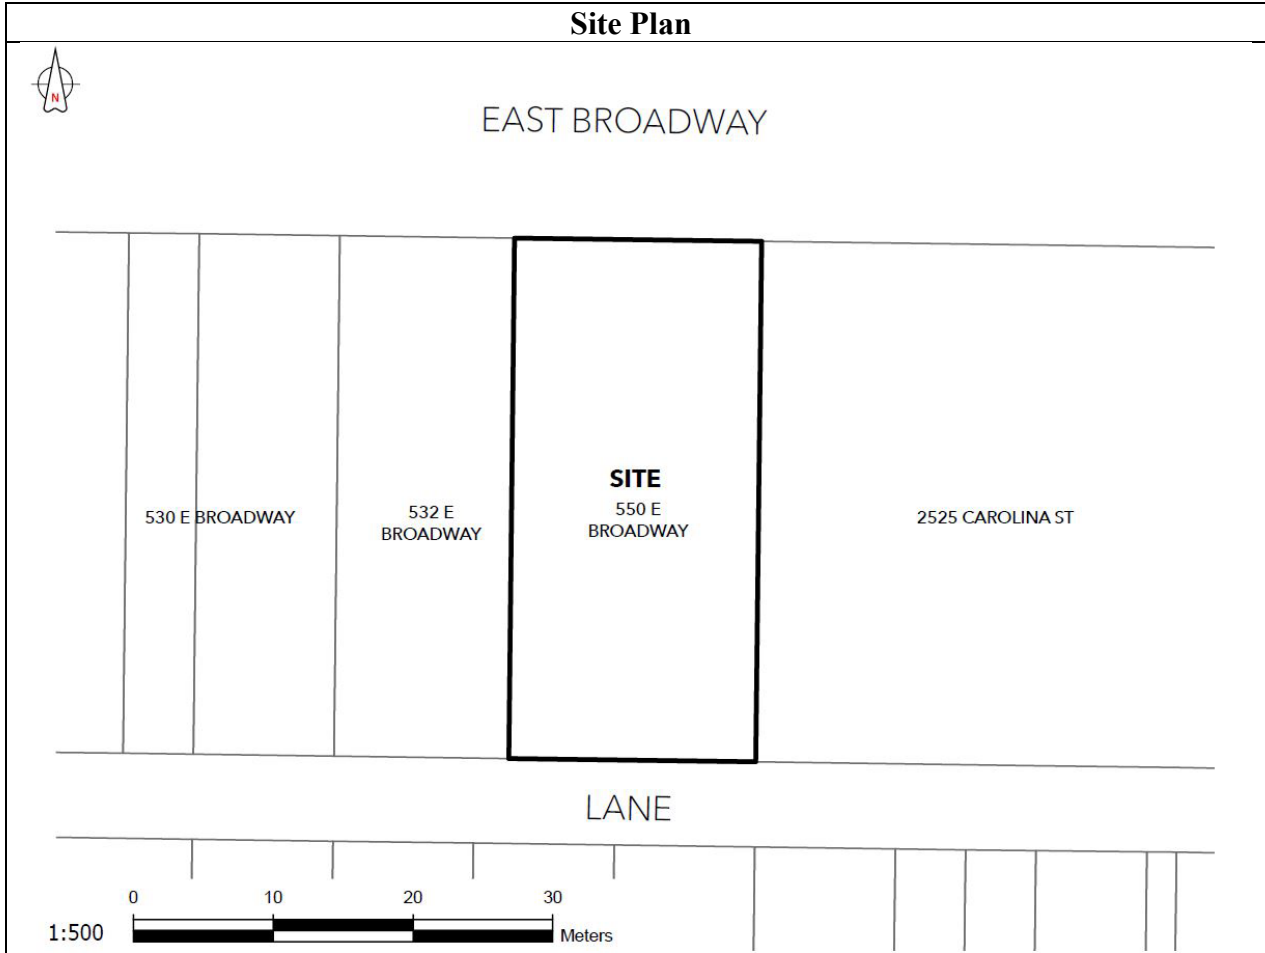 Site Plan
N
EAST BROADWAY
530 E BROADWAY
532 E
BROADWAY
SITE
550 E
BROADWAY
2525 CAROLINA ST
LANE
0 10 20 30
1:500 Meters